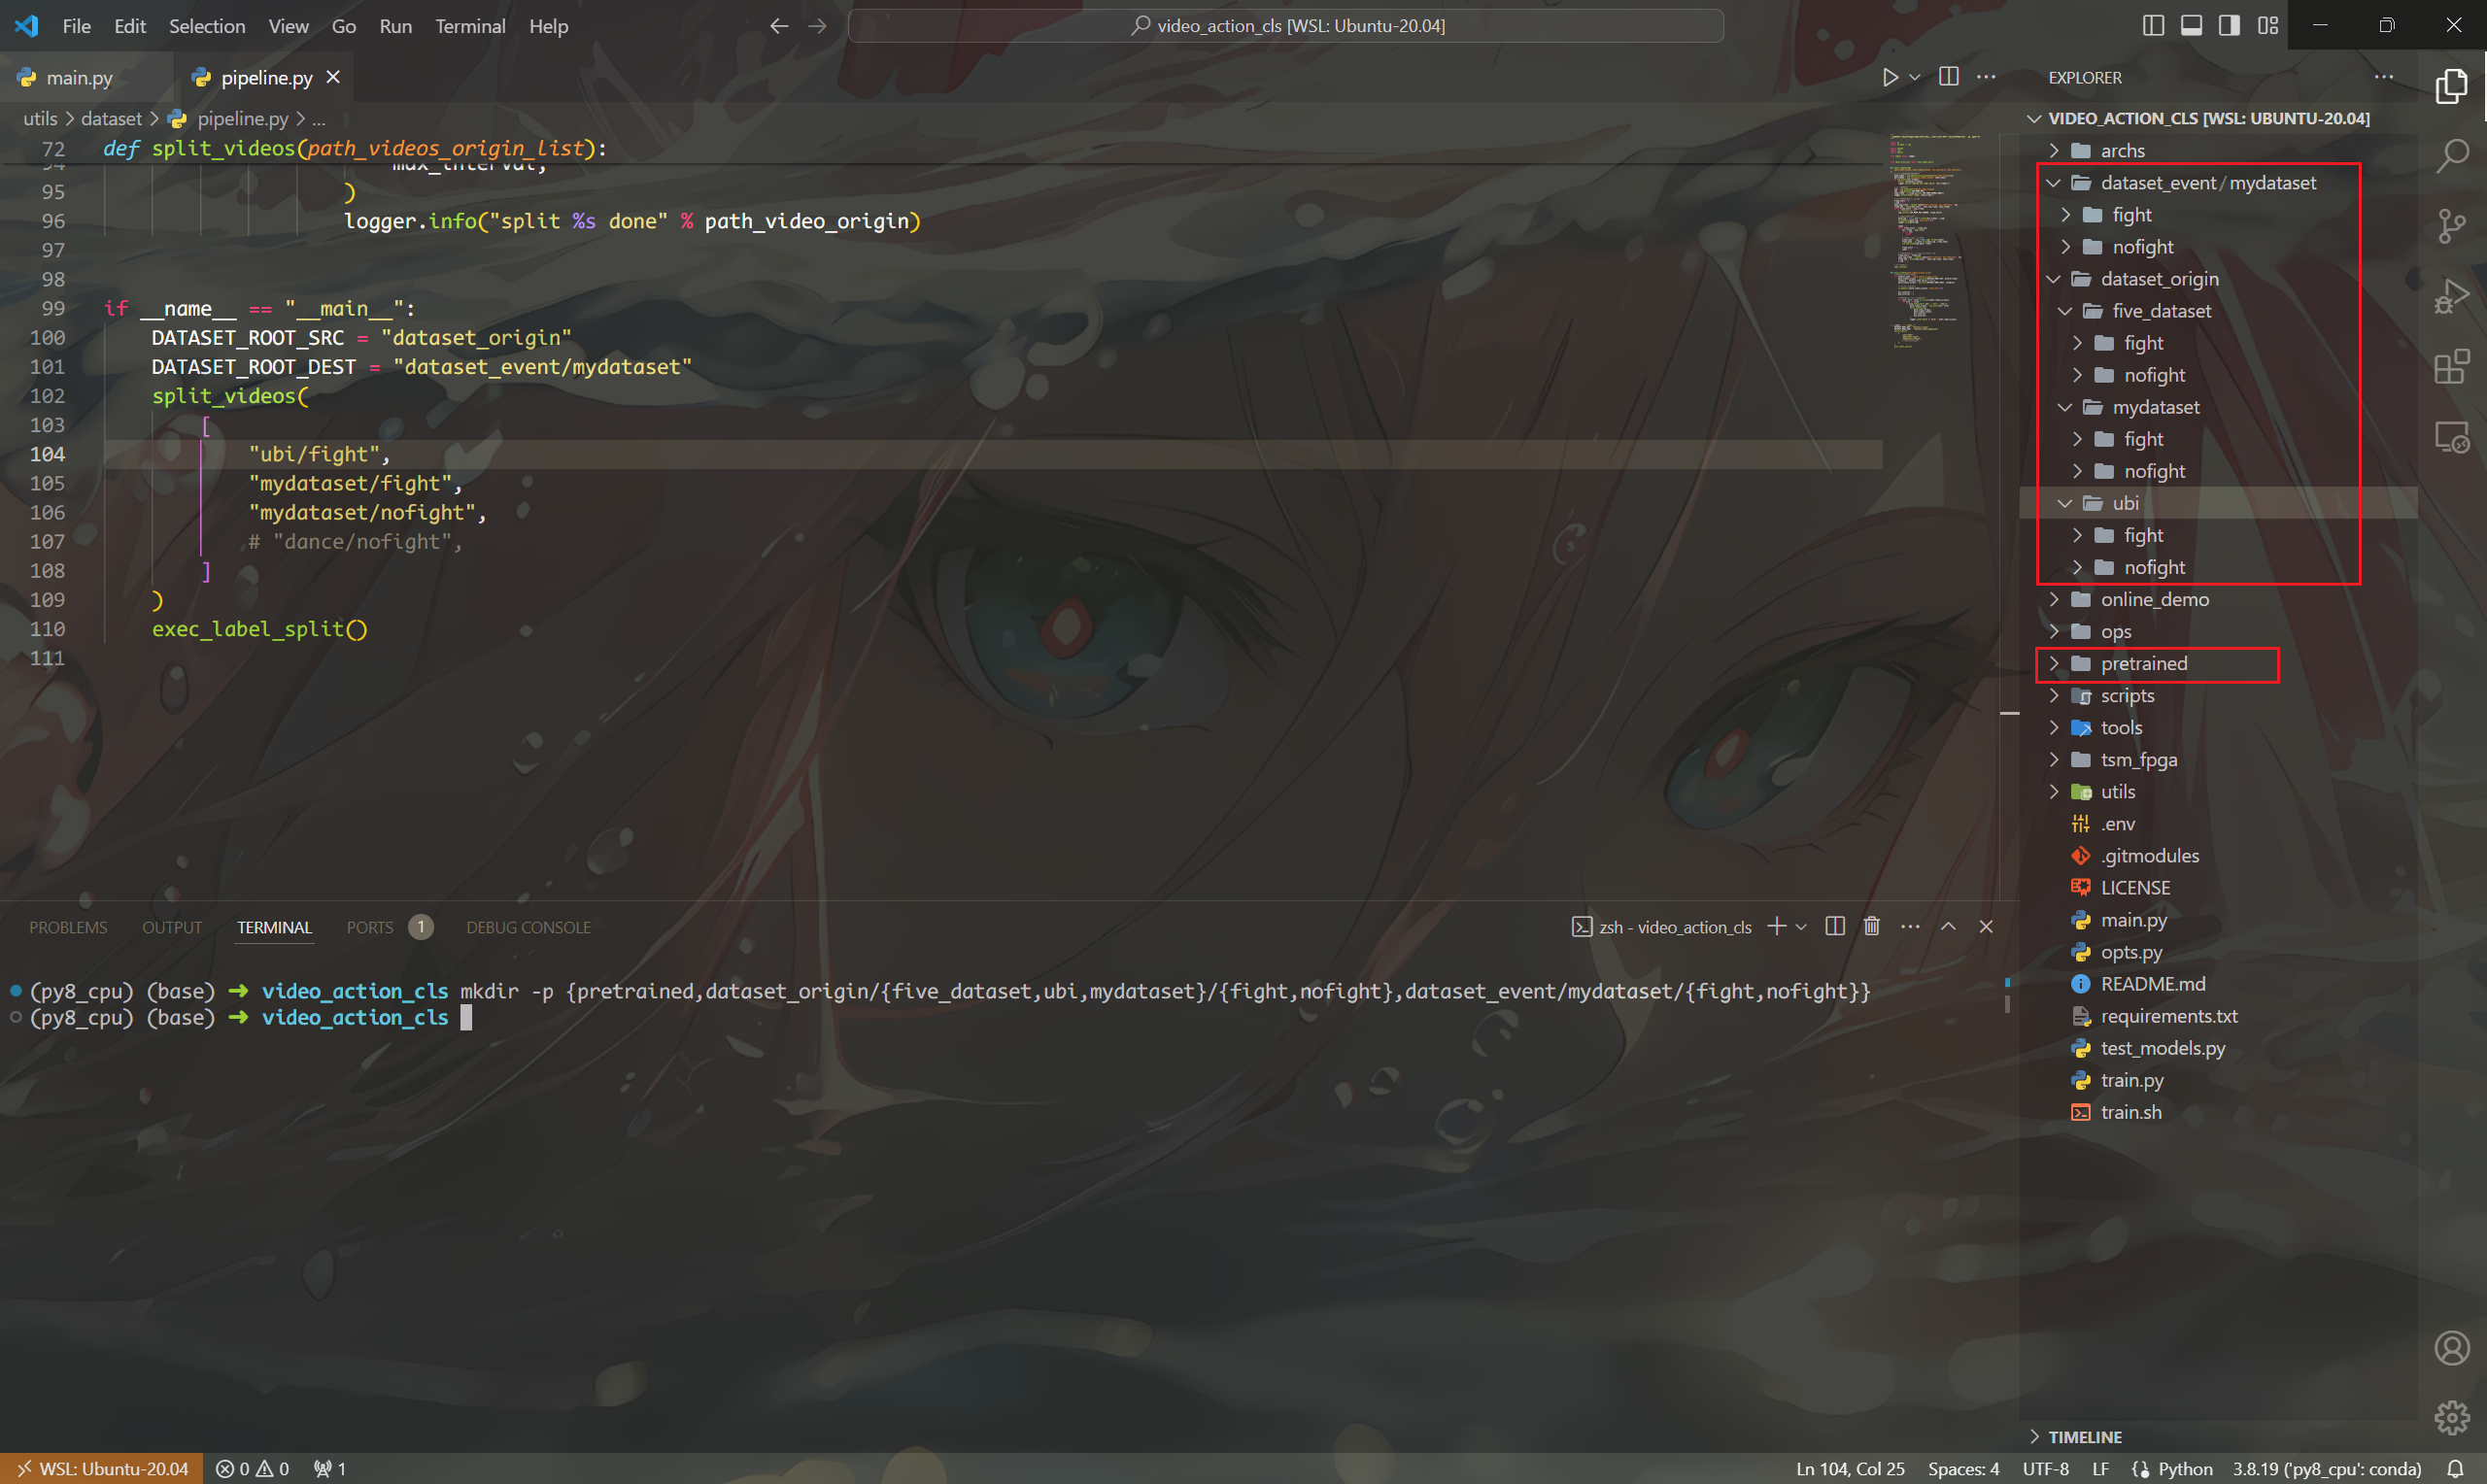 File Edit Selection View Go Run Terminal Help
video_action_cls [WSL: Ubuntu-20.04]
main.py
pipeline.py
utils > dataset > pipeline.py > ...
72 def split_videos(path_videos_origin_list):
94 max_interval,
95 )
96 logger.info("split %s done" % path_video_origin)
97
98
99 if __name__ == "__main__":
100 DATASET_ROOT_SRC = "dataset_origin"
101 DATASET_ROOT_DEST = "dataset_event/mydataset"
102 split_videos(
103 [
104 "ubi/fight",
105 "mydataset/fight",
106 "mydataset/nofight",
107 # "dance/nofight",
108 ]
109 )
110 exec_label_split()
111
PROBLEMS OUTPUT TERMINAL PORTS 1 DEBUG CONSOLE
zsh - video_action_cls
(py8_cpu) (base) ➜ video_action_cls mkdir -p {pretrained,dataset_origin/{five_dataset,ubi,mydataset}/{fight,nofight},dataset_event/mydataset/{fight,nofight}}
(py8_cpu) (base) ➜ video_action_cls
EXPLORER
VIDEO_ACTION_CLS [WSL: UBUNTU-20.04]
archs
dataset_event/mydataset
fight
nofight
dataset_origin
five_dataset
fight
nofight
mydataset
fight
nofight
ubi
fight
nofight
online_demo
ops
pretrained
scripts
tools
tsm_fpga
utils
.env
.gitmodules
LICENSE
main.py
opts.py
README.md
requirements.txt
test_models.py
train.py
train.sh
TIMELINE
WSL: Ubuntu-20.04 0 0 1
Ln 104, Col 25 Spaces: 4 UTF-8 LF Python 3.8.19 ('py8_cpu': conda)